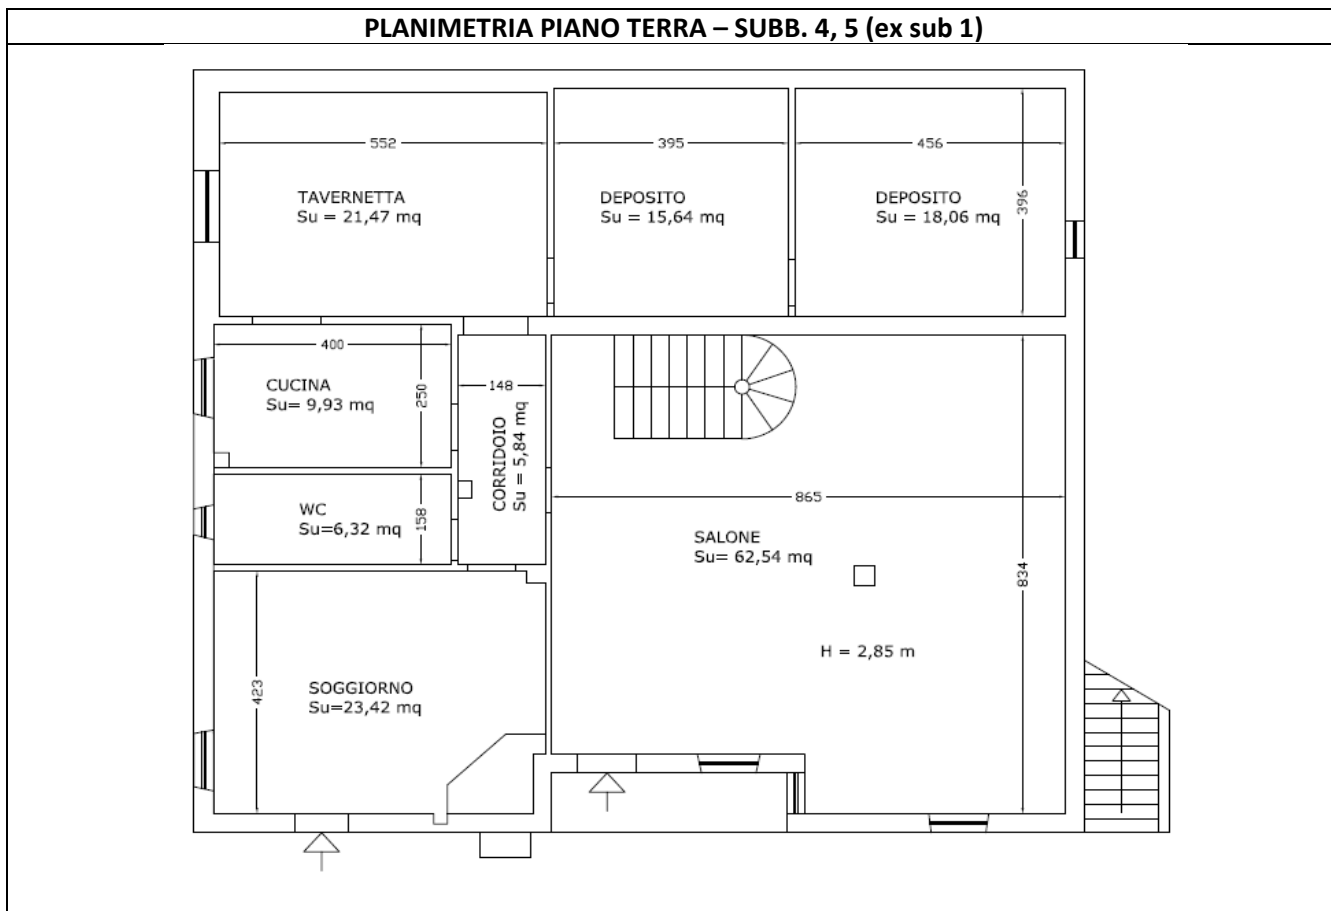 PLANIMETRIA PIANO TERRA – SUBB. 4, 5 (ex sub 1)
552
395
456
TAVERNETTA
Su = 21,47 mq
DEPOSITO
Su = 15,64 mq
DEPOSITO
Su = 18,06 mq
396
400
CUCINA
Su= 9,93 mq
250
148
CORRIDOIO
Su = 5,84 mq
WC
Su=6,32 mq
158
865
SALONE
Su= 62,54 mq
834
H = 2,85 m
423
SOGGIORNO
Su=23,42 mq